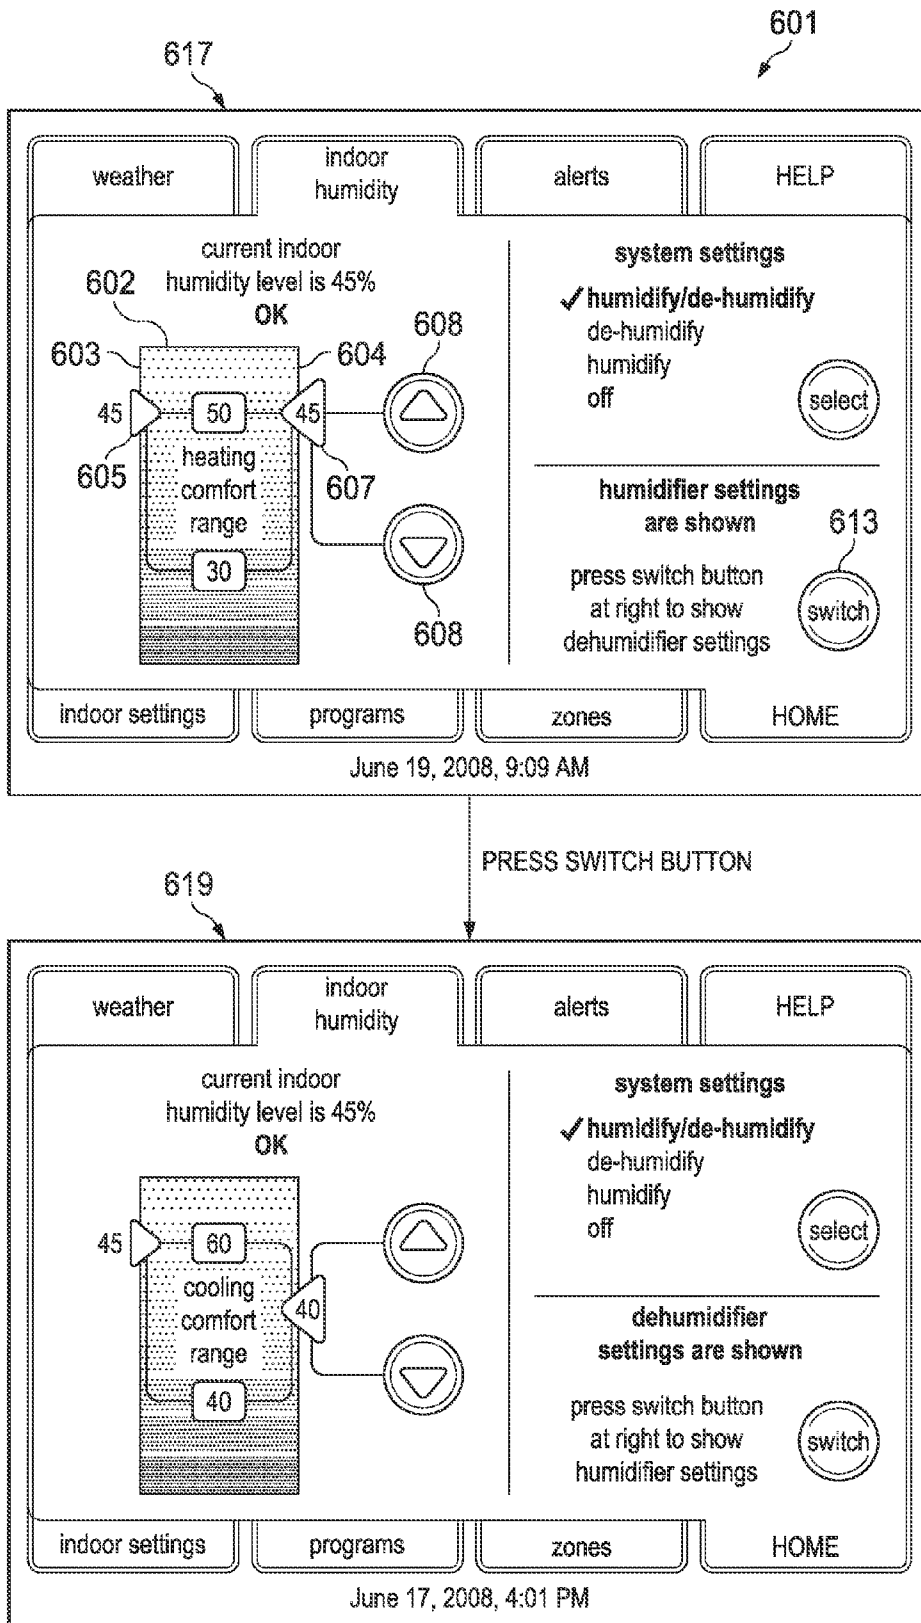 601
617
weather
indoor
humidity
alerts
HELP
current indoor
humidity level is 45%
OK
602
603
604
608
45
50
45
605
607
heating
comfort
range
30
608
system settings
✓ humidify/de-humidify
de-humidify
humidify
off
select
humidifier settings
are shown
613
press switch button
at right to show
dehumidifier settings
switch
indoor settings
programs
zones
HOME
June 19, 2008, 9:09 AM
PRESS SWITCH BUTTON
619
weather
indoor
humidity
alerts
HELP
current indoor
humidity level is 45%
OK
45
60
cooling
comfort
range
40
40
system settings
✓ humidify/de-humidify
de-humidify
humidify
off
select
dehumidifier
settings are shown
press switch button
at right to show
humidifier settings
switch
indoor settings
programs
zones
HOME
June 17, 2008, 4:01 PM